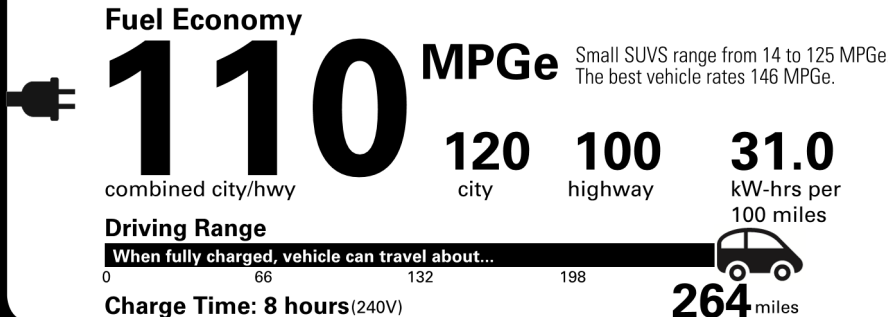 Fuel Economy
110 MPGe
Small SUVS range from 14 to 125 MPGe
The best vehicle rates 146 MPGe.
combined city/hwy
120 city
100 highway
31.0 kW-hrs per
100 miles
Driving Range
When fully charged, vehicle can travel about...
0 66 132 198 264 miles
Charge Time: 8 hours(240V)